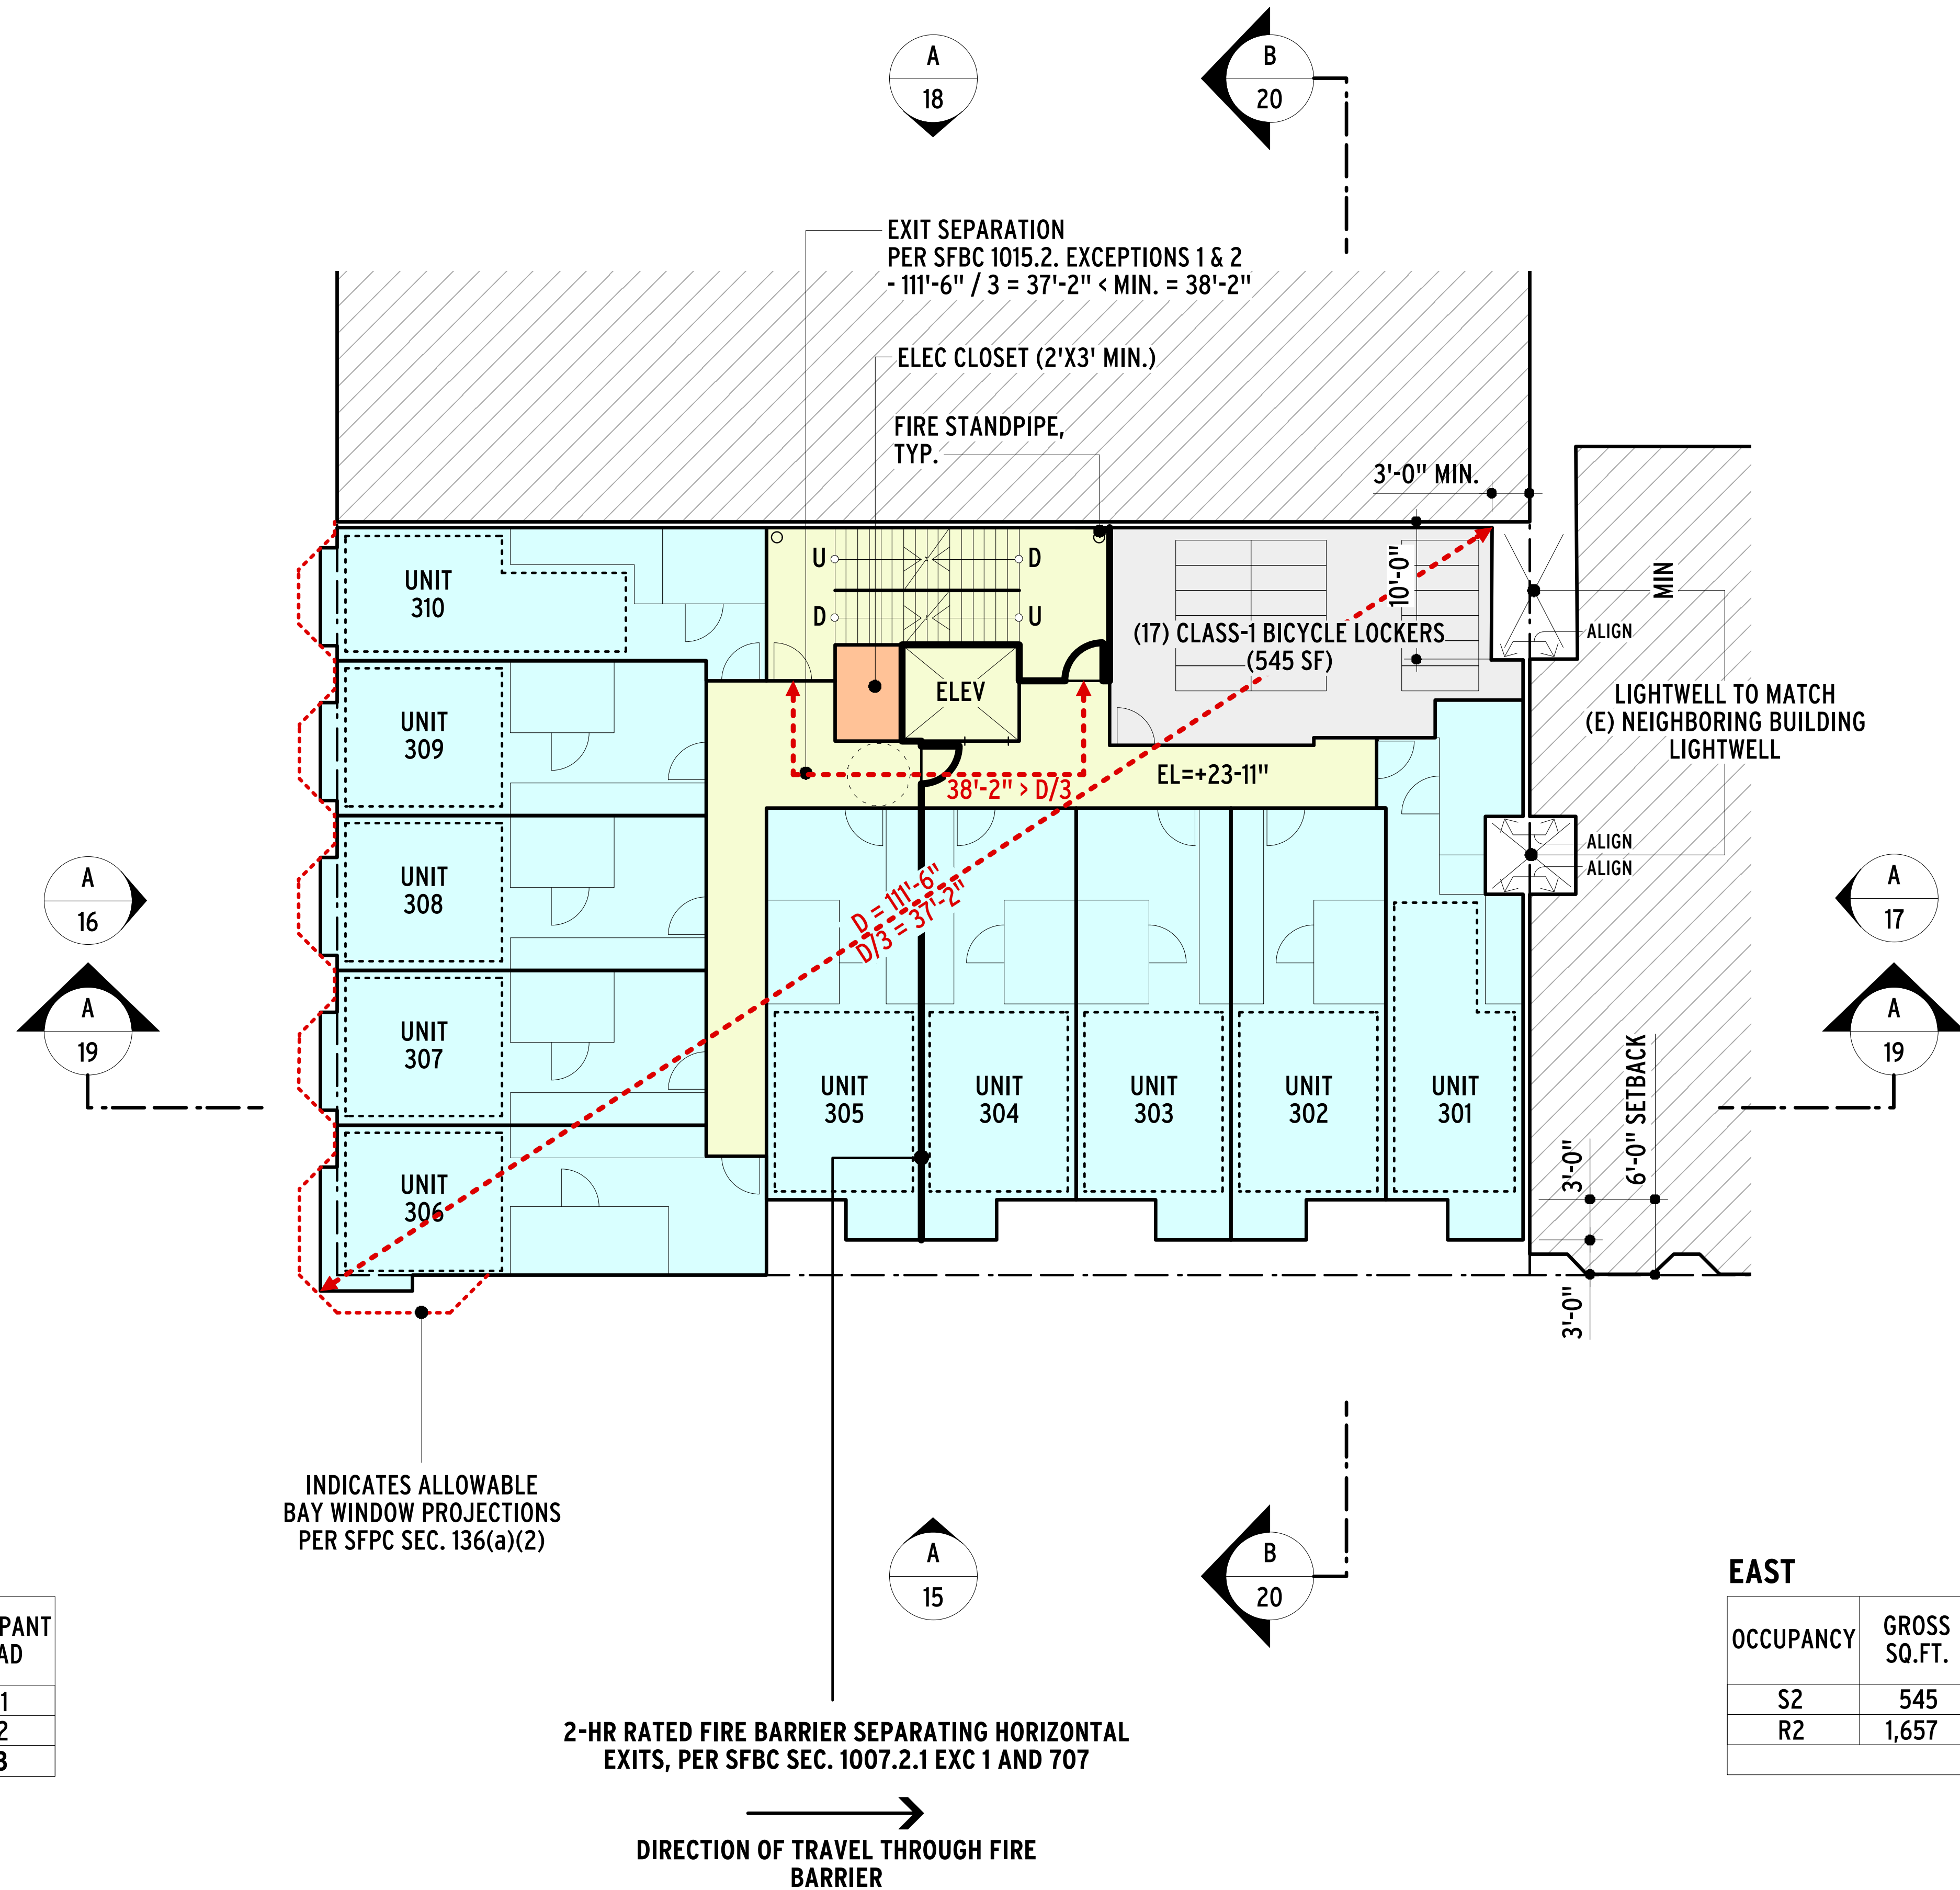 A
18
B
20
EXIT SEPARATION
PER SFBC 1015.2. EXCEPTIONS 1 & 2
- 111'-6" / 3 = 37'-2" < MIN. = 38'-2"
ELEC CLOSET (2'X3' MIN.)
FIRE STANDPIPE,
TYP.
3'-0" MIN.
10'-0"
MIN
UNIT
310
U
D
D
U
(17) CLASS-1 BICYCLE LOCKERS
(545 SF)
ALIGN
ELEV
LIGHTWELL TO MATCH
(E) NEIGHBORING BUILDING
LIGHTWELL
UNIT
309
EL=+23-11"
38'-2" > D/3
ALIGN
ALIGN
UNIT
308
D = 111'-6"
D/3 = 37'-2"
A
16
A
17
A
19
A
19
UNIT
307
UNIT
305
UNIT
304
UNIT
303
UNIT
302
UNIT
301
6'-0" SETBACK
3'-0"
3'-0"
UNIT
306
INDICATES ALLOWABLE
BAY WINDOW PROJECTIONS
PER SFPC SEC. 136(a)(2)
A
15
B
20
EAST
OCCUPANCY
GROSS
SQ.FT.
S2
545
R2
1,657
PANT
AD
1
2
3
2-HR RATED FIRE BARRIER SEPARATING HORIZONTAL
EXITS, PER SFBC SEC. 1007.2.1 EXC 1 AND 707
DIRECTION OF TRAVEL THROUGH FIRE
BARRIER